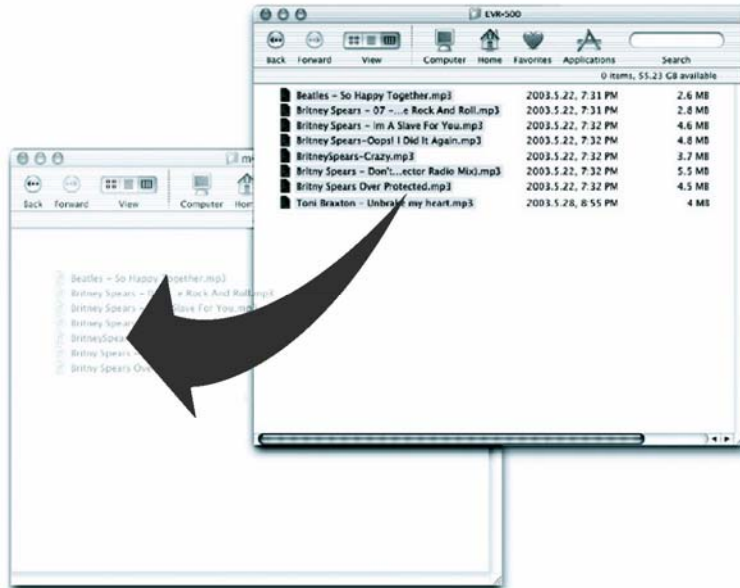 EVR-500
Back Forward View Computer Home Favorites Applications Search
0 items, 55.23 GB available
Beatles - So Happy Together.mp3 2003.5.22, 7:31 PM 2.6 MB
Britney Spears - 07 -...e Rock And Roll.mp3 2003.5.22, 7:31 PM 2.8 MB
Britney Spears - Im A Slave For You.mp3 2003.5.22, 7:32 PM 4.6 MB
Britney Spears-Oops! I Did It Again.mp3 2003.5.22, 7:32 PM 4.8 MB
BritneySpears-Crazy.mp3 2003.5.22, 7:32 PM 3.7 MB
Britny Spears - Don't...ector Radio Mix).mp3 2003.5.22, 7:32 PM 5.5 MB
Britny Spears Over Protected.mp3 2003.5.22, 7:32 PM 4.5 MB
Toni Braxton - Unbrake my heart.mp3 2003.5.28, 8:55 PM 4 MB
Back Forward View Computer
Beatles - So Happy Together.mp3
Britney Spears - e Rock And Roll.mp3
Britney Spears - Slave For You.mp3
Britney
BritneySpea
Britny Spears -
Britny Spears Ove